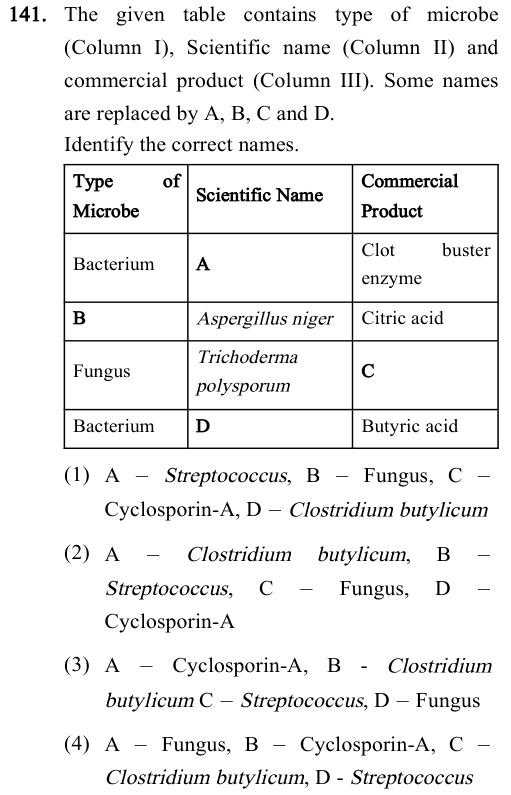 141. The given table contains type of microbe
(Column I), Scientific name (Column II) and
commercial product (Column III). Some names
are replaced by A, B, C and D.
Identify the correct names.
Type of Microbe | Scientific Name | Commercial Product
Bacterium | A | Clot buster enzyme
B | Aspergillus niger | Citric acid
Fungus | Trichoderma polysporum | C
Bacterium | D | Butyric acid
(1) A – Streptococcus, B – Fungus, C –
Cyclosporin-A, D – Clostridium butylicum
(2) A – Clostridium butylicum, B –
Streptococcus, C – Fungus, D –
Cyclosporin-A
(3) A – Cyclosporin-A, B - Clostridium
butylicum C – Streptococcus, D – Fungus
(4) A – Fungus, B – Cyclosporin-A, C –
Clostridium butylicum, D - Streptococcus